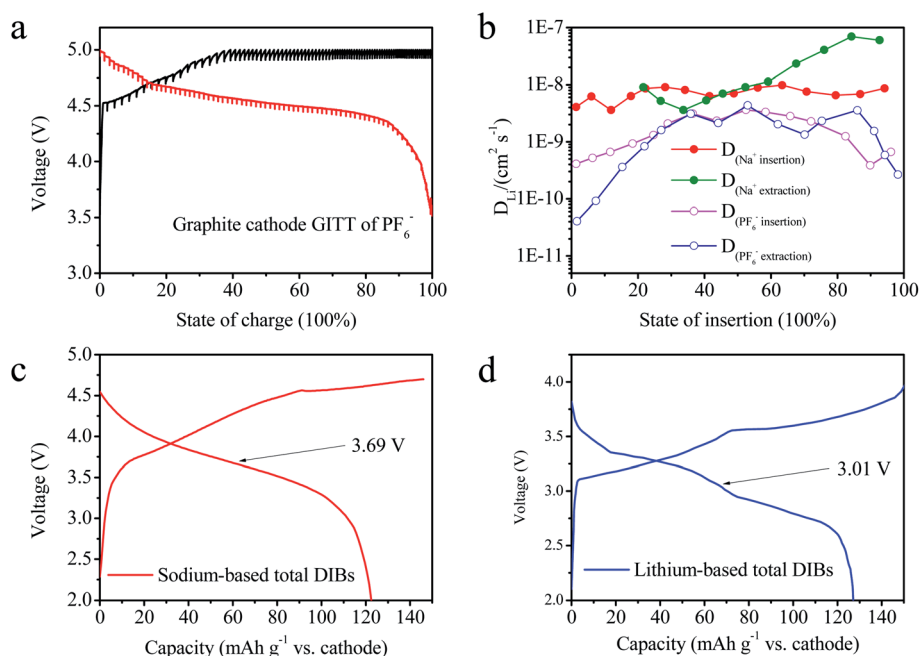 a
5.0
4.5
4.0
3.5
3.0
Voltage (V)
Graphite cathode GITT of PF6-
0 20 40 60 80 100
State of charge (100%)
b
1E-7
1E-8
1E-9
1E-10
1E-11
DLi/(cm2 s-1)
D(Na+ insertion)
D(Na+ extraction)
D(PF6- insertion)
D(PF6- extraction)
0 20 40 60 80 100
State of insertion (100%)
c
5.0
4.5
4.0
3.5
3.0
2.5
2.0
Voltage (V)
3.69 V
Sodium-based total DIBs
0 20 40 60 80 100 120 140
Capacity (mAh g-1 vs. cathode)
d
4.0
3.5
3.0
2.5
2.0
Voltage (V)
3.01 V
Lithium-based total DIBs
0 20 40 60 80 100 120 140
Capacity (mAh g-1 vs. cathode)